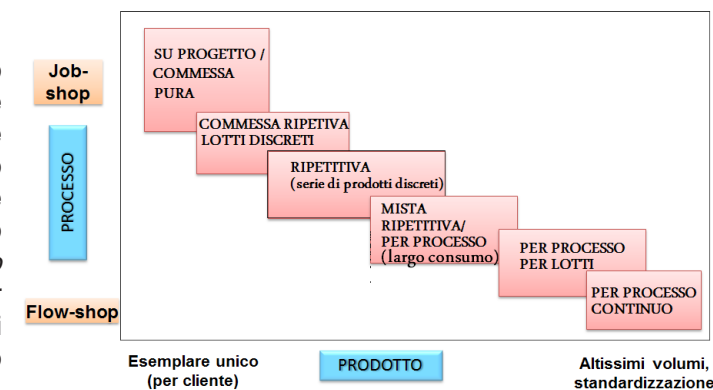 Job-
shop
PROCESSO
Flow-shop
SU PROGETTO /
COMMESSA
PURA
COMMESSA RIPETIVA
LOTTI DISCRETI
RIPETITIVA
(serie di prodotti discreti)
MISTA
RIPETITIVA/
PER PROCESSO
(largo consumo)
PER PROCESSO
PER LOTTI
PER PROCESSO
CONTINUO
Esemplare unico
(per cliente)
PRODOTTO
Altissimi volumi,
standardizzazione